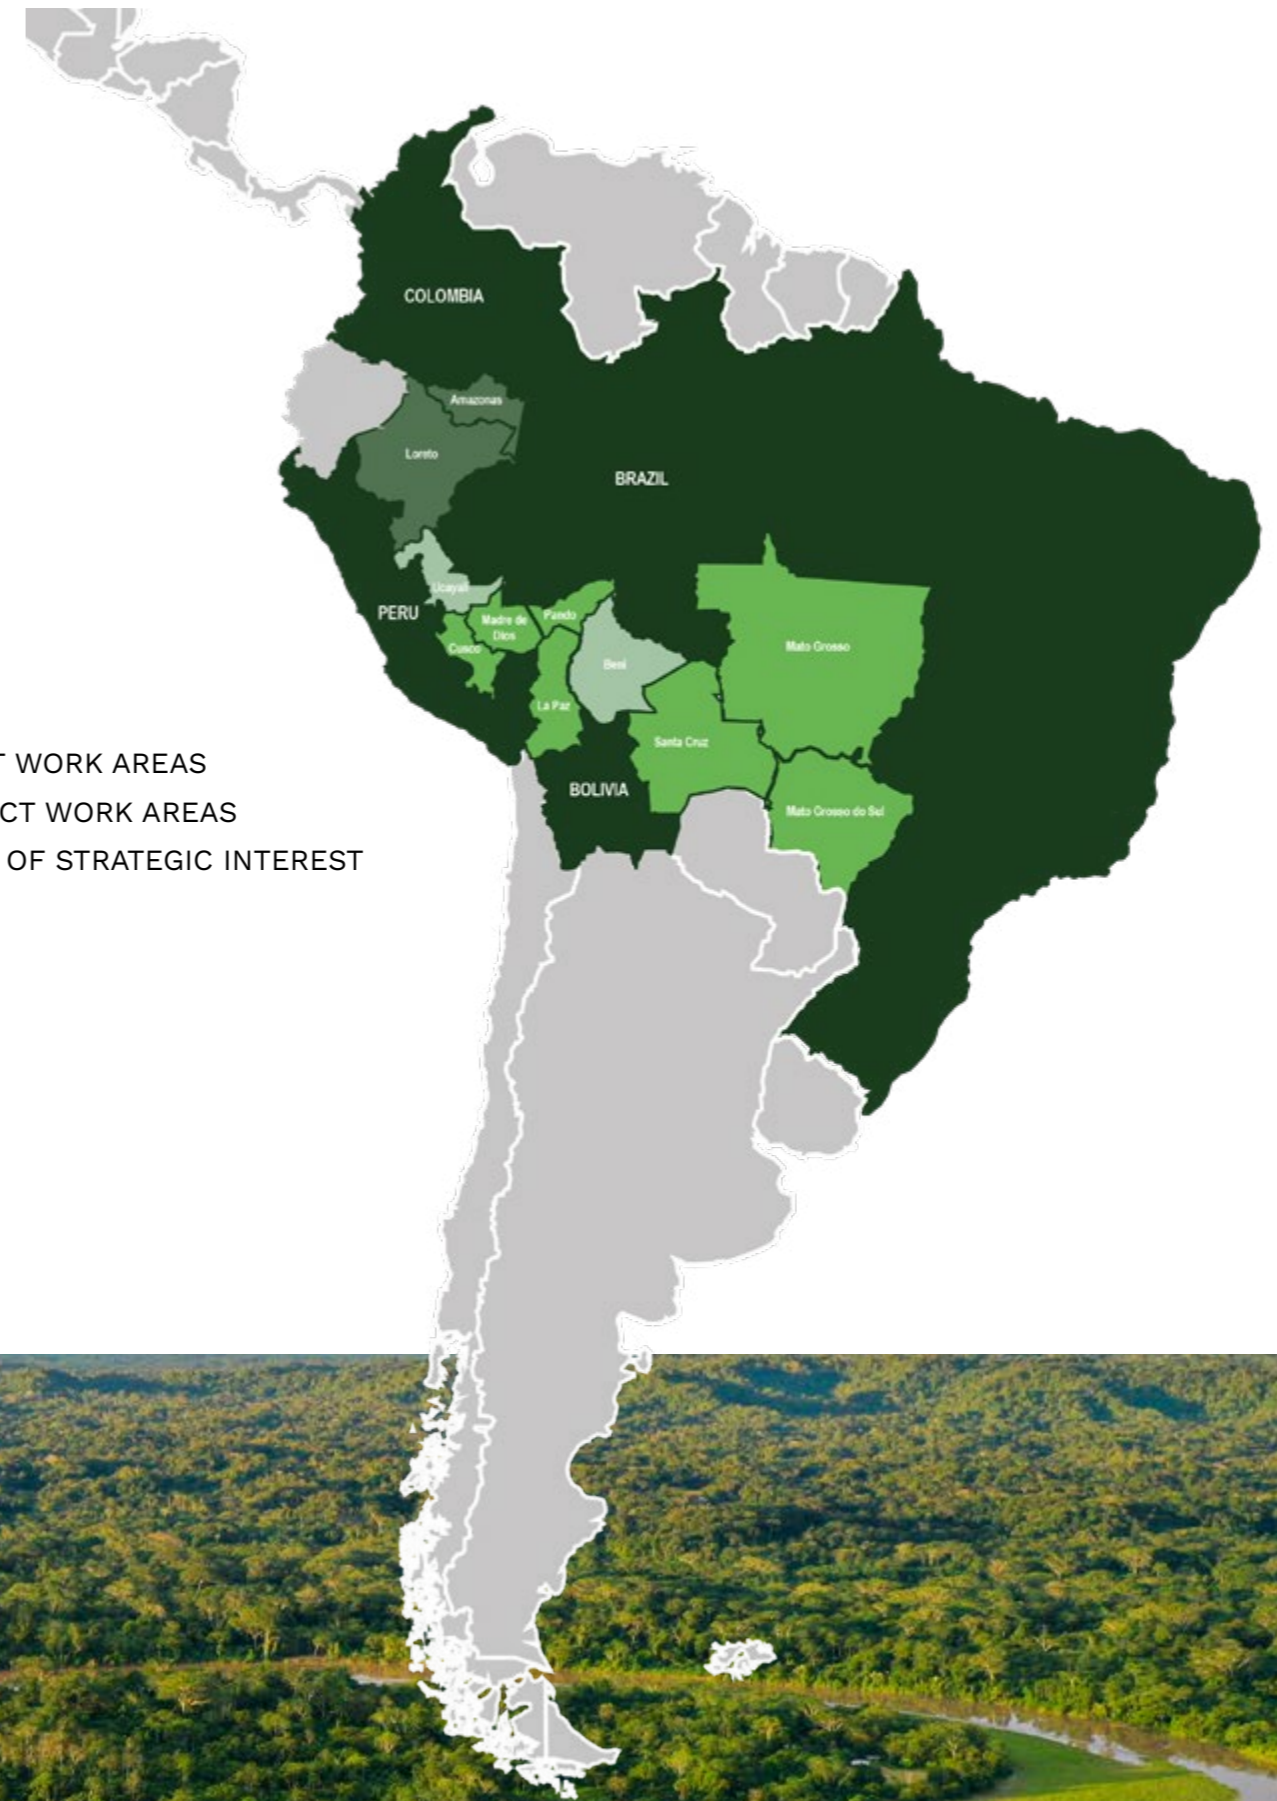 COLOMBIA
Amazonas
Loreto
BRAZIL
Ucayali
PERU
Madre de
Dios
Pando
Cusco
Beni
Mato Grosso
La Paz
Santa Cruz
BOLIVIA
Mato Grosso do Sul
T WORK AREAS
CT WORK AREAS
OF STRATEGIC INTEREST